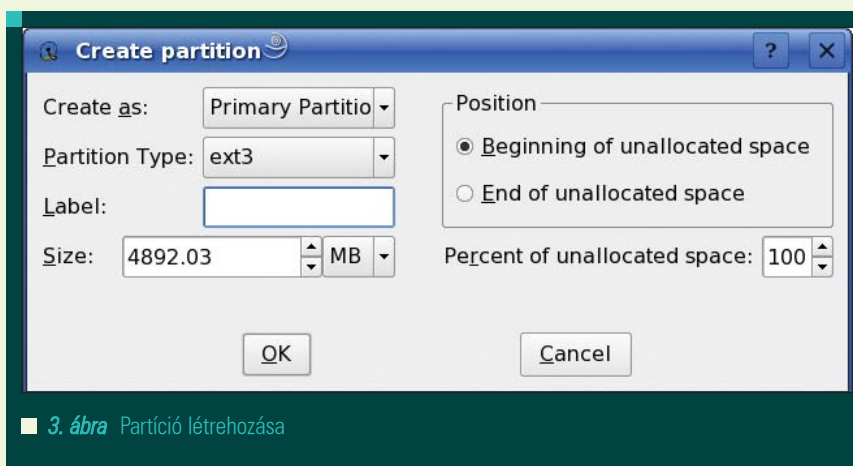 Create partition
?
Create as: Primary Partitio
Partition Type: ext3
Label:
Size: 4892.03 MB
Position
Beginning of unallocated space
End of unallocated space
Percent of unallocated space: 100
OK
Cancel
3. ábra Partíció létrehozása